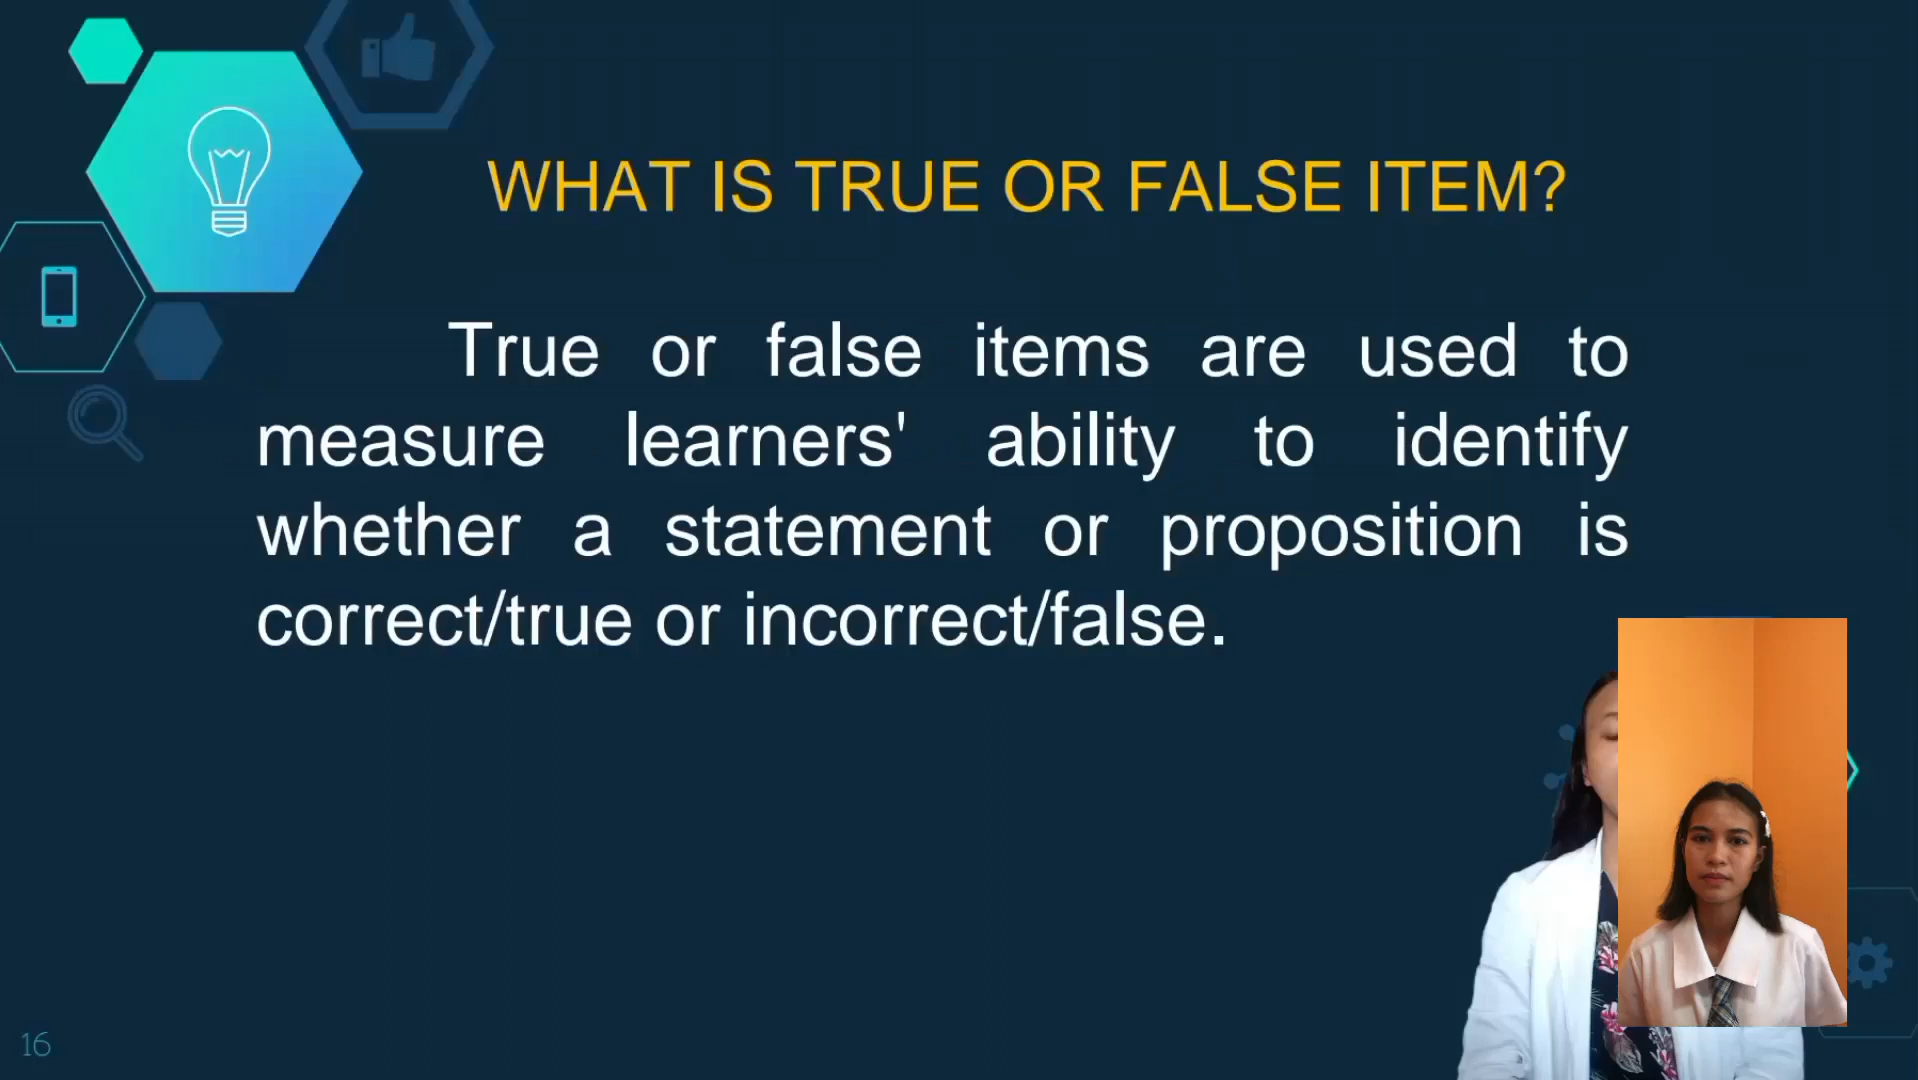 WHAT IS TRUE OR FALSE ITEM?
True or false items are used to
measure learners' ability to identify
whether a statement or proposition is
correct/true or incorrect/false.
16